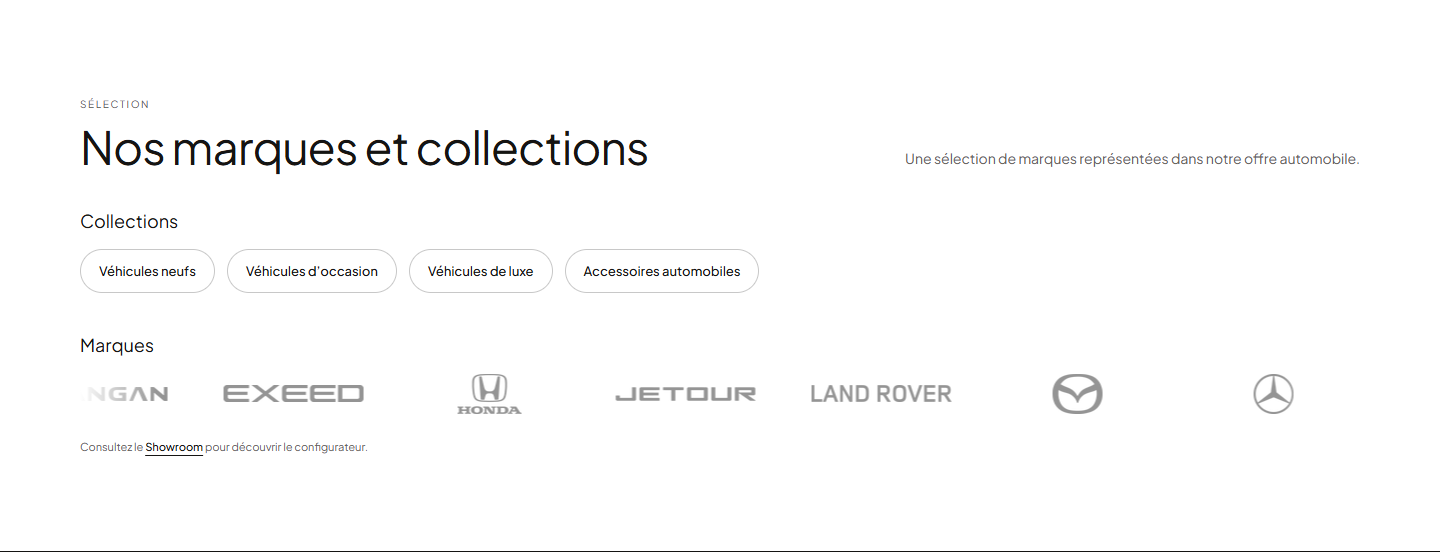 SÉLECTION
Nos marques et collections
Une sélection de marques représentées dans notre offre automobile.
Collections
Véhicules neufs
Véhicules d'occasion
Véhicules de luxe
Accessoires automobiles
Marques
NGAN
EXEED
HONDA
JETOUR
LAND ROVER
Consultez le Showroom pour découvrir le configurateur.